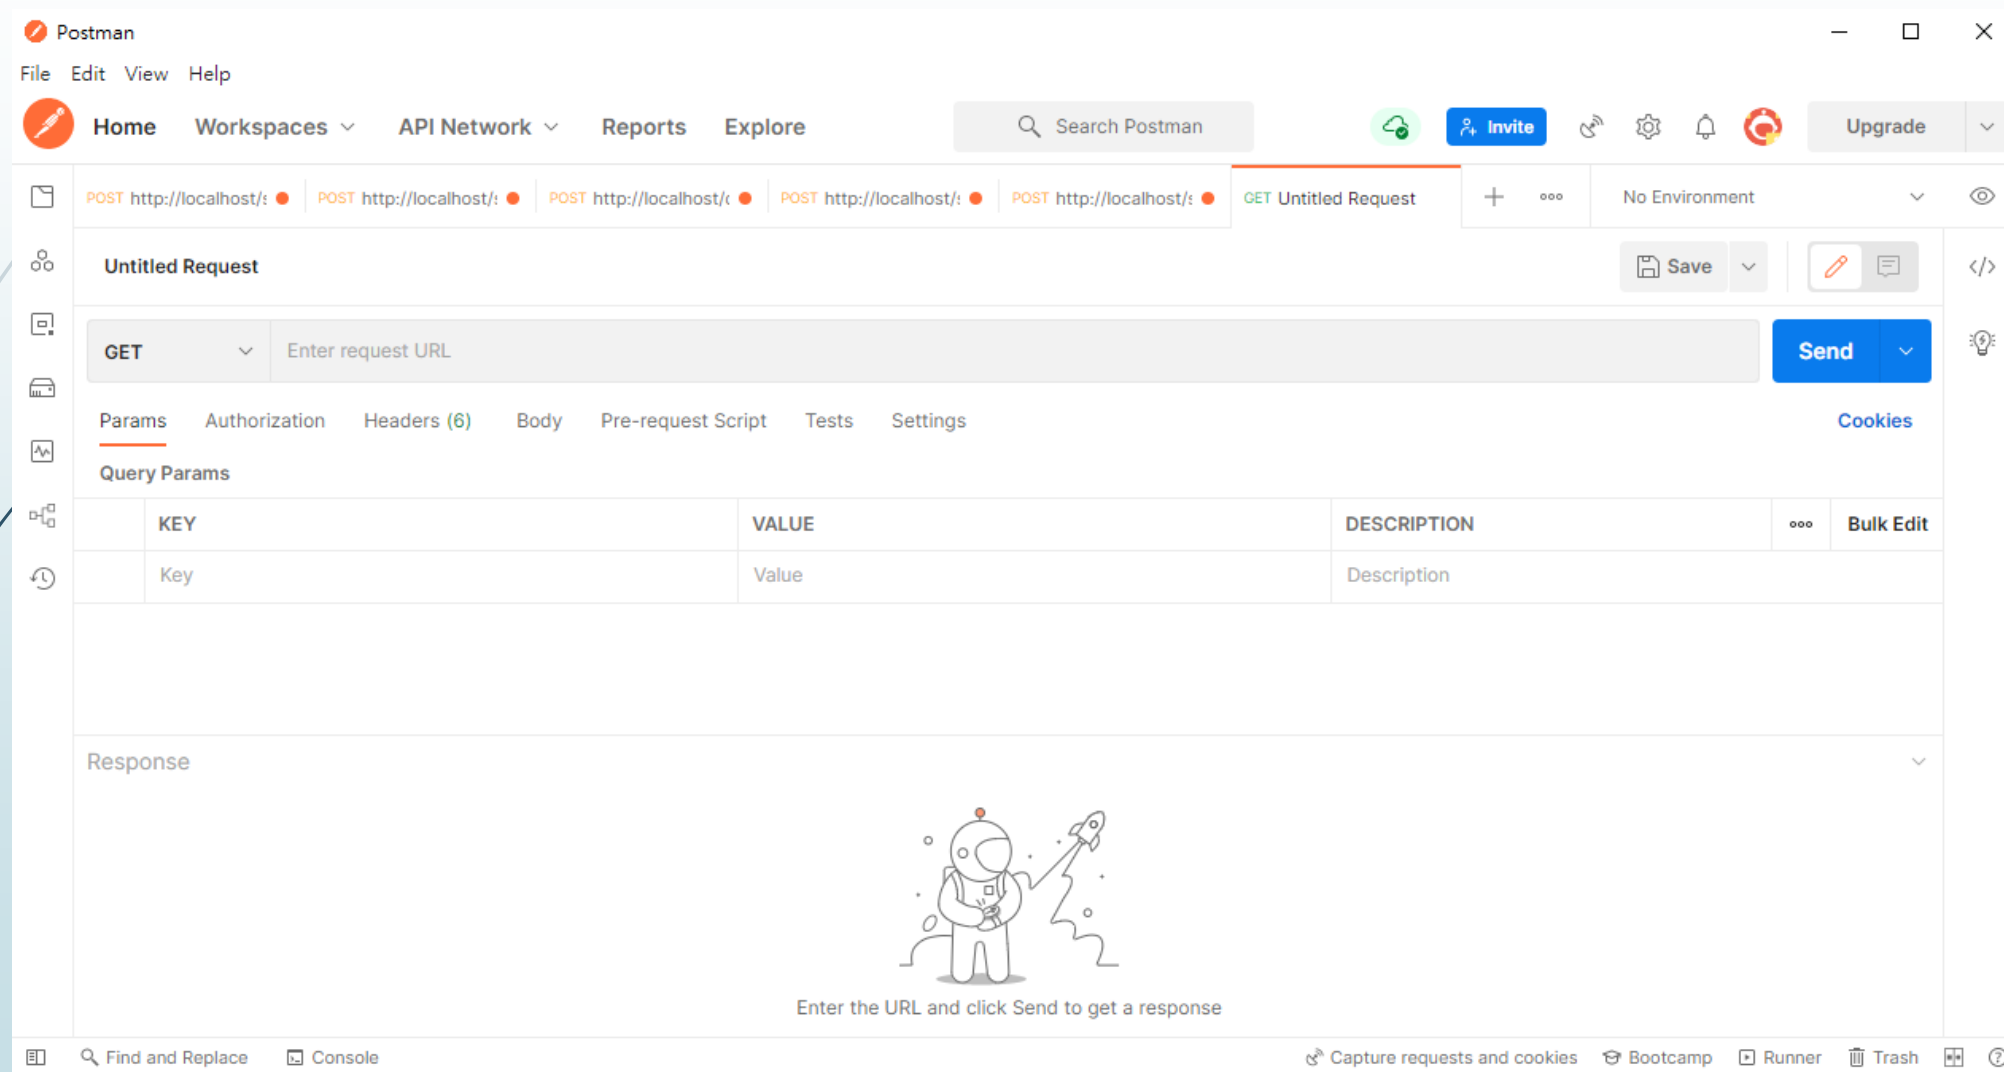 Postman
File Edit View Help
Home Workspaces API Network Reports Explore Search Postman Invite Upgrade
POST http://localhost/s POST http://localhost/ POST http://localhost/ POST http://localhost/ POST http://localhost/s GET Untitled Request No Environment
Untitled Request Save
GET Enter request URL Send
Params Authorization Headers (6) Body Pre-request Script Tests Settings Cookies
Query Params
KEY VALUE DESCRIPTION Bulk Edit
Key Value Description
Response
Enter the URL and click Send to get a response
Find and Replace Console Capture requests and cookies Bootcamp Runner Trash